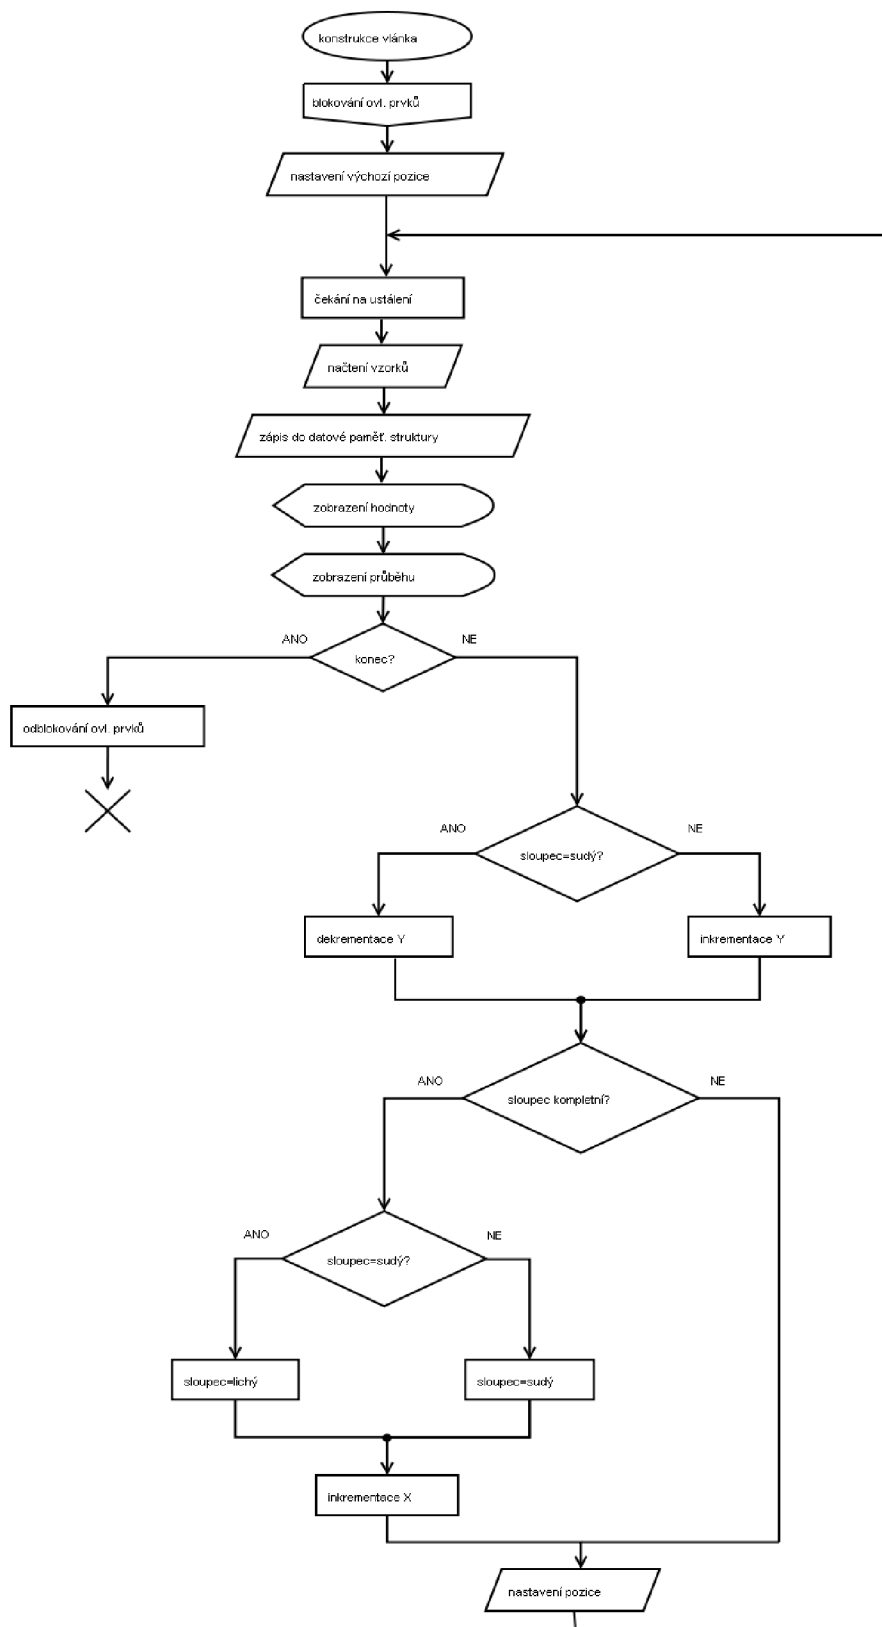 konstrukce vlánka
blokování ovl. prvků
nastavení výchozí pozice
čekání na ustálení
načtení vzorků
zápis do datové paměť. struktury
zobrazení hodnoty
zobrazení průběhu
ANO
NE
konec?
odblokování ovl. prvků
ANO
NE
sloupec=sudý?
dekrementace Y
inkrementace Y
ANO
NE
sloupec kompletní?
ANO
NE
sloupec=sudý?
sloupec=lichý
sloupec=sudý
inkrementace X
nastavení pozice